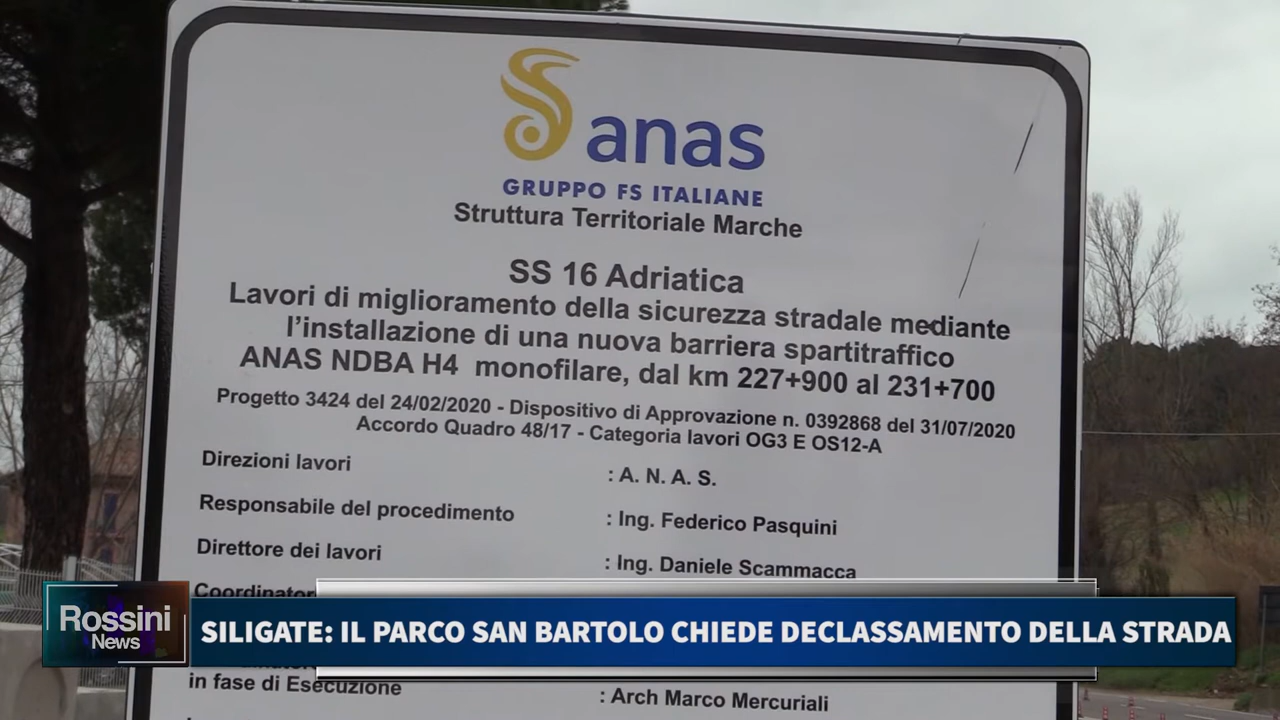 anas
GRUPPO FS ITALIANE
Struttura Territoriale Marche
SS 16 Adriatica
Lavori di miglioramento della sicurezza stradale mediante
l'installazione di una nuova barriera spartitraffico
ANAS NDBA H4 monofilare, dal km 227+900 al 231+700
Progetto 3424 del 24/02/2020 - Dispositivo di Approvazione n. 0392868 del 31/07/2020
Accordo Quadro 48/17 - Categoria lavori OG3 E OS12-A
Direzioni lavori : A. N. A. S.
Responsabile del procedimento : Ing. Federico Pasquini
Direttore dei lavori : Ing. Daniele Scammacca
Rossini
News
SILIGATE: IL PARCO SAN BARTOLO CHIEDE DECLASSAMENTO DELLA STRADA
in fase di Esecuzione : Arch Marco Mercuriali